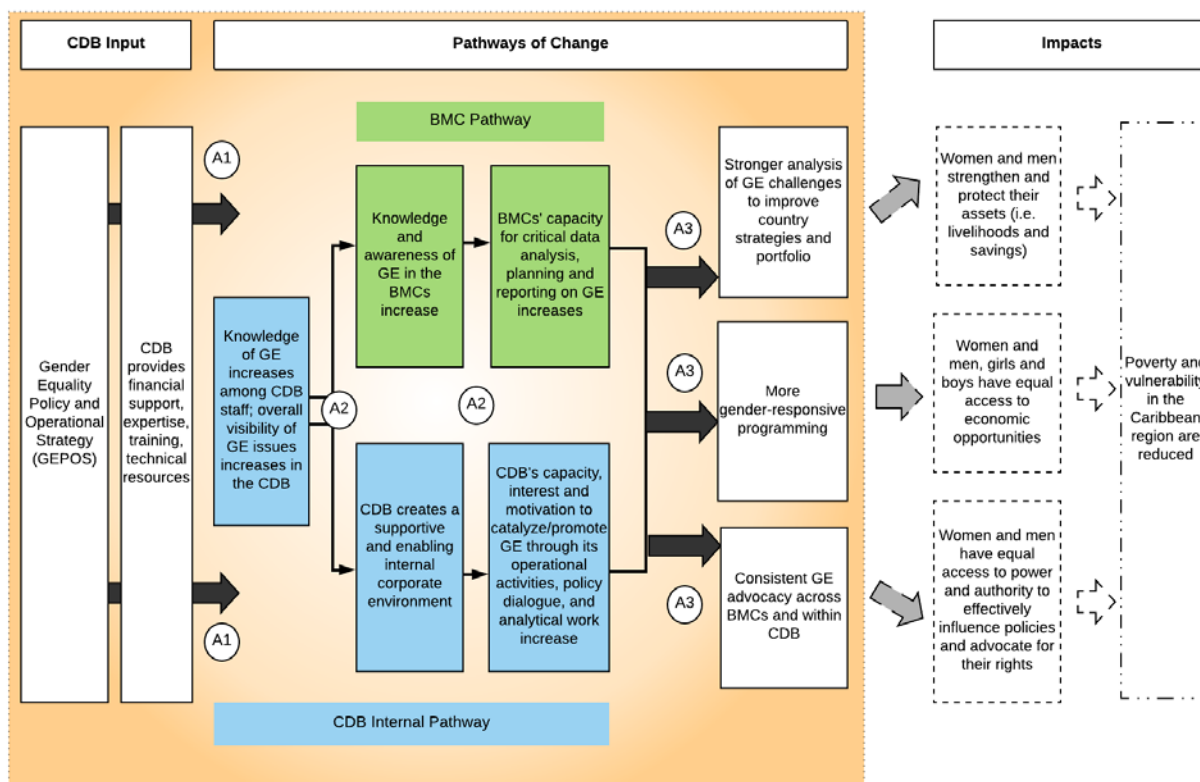 CDB Input
Pathways of Change
Impacts
BMC Pathway
A1
Gender
Equality
Policy and
Operational
Strategy
(GEPOS)
CDB
provides
financial
support,
expertise,
training,
technical
resources
Knowledge
of GE
increases
among CDB
staff; overall
visibility of
GE issues
increases in
the CDB
A2
Knowledge
and
awareness of
GE in the
BMCs
increase
BMCs' capacity
for critical data
analysis,
planning and
reporting on GE
increases
A2
CDB creates a
supportive
and enabling
internal
corporate
environment
CDB's capacity,
interest and
motivation to
catalyze/promote
GE through its
operational
activities, policy
dialogue, and
analytical work
increase
A1
CDB Internal Pathway
A3
A3
A3
Stronger analysis
of GE challenges
to improve
country
strategies and
portfolio
More
gender-responsive
programming
Consistent GE
advocacy across
BMCs and within
CDB
Women and men
strengthen and
protect their
assets (i.e.
livelihoods and
savings)
Women and
men, girls and
boys have equal
access to
economic
opportunities
Women and men
have equal
access to power
and authority to
effectively
influence policies
and advocate for
their rights
Poverty and
vulnerability
in the
Caribbean
region are
reduced